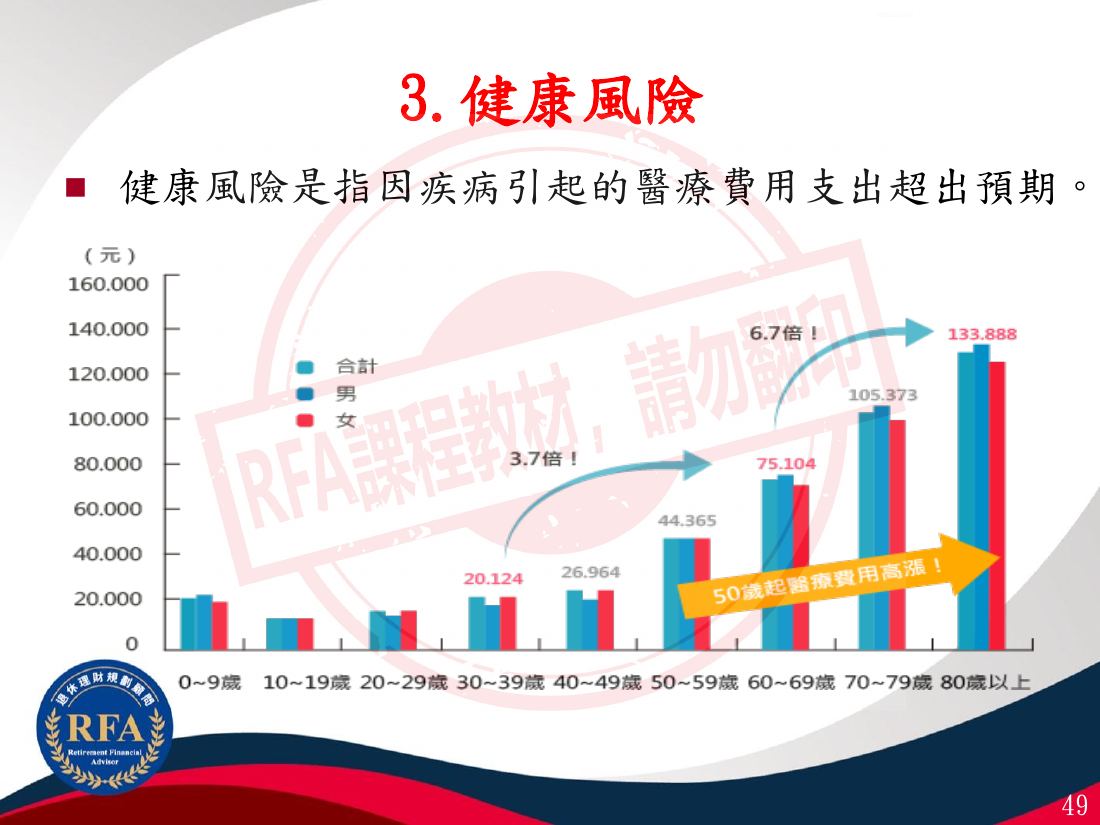 3.健康風險
■ 健康風險是指因疾病引起的醫療費用支出超出預期。
(元)
160.000
140.000
120.000
100.000
80.000
60.000
40.000
20.000
0
合計
男
女
3.7倍!
6.7倍!
20.124
26.964
44.365
75.104
105.373
133.888
50歲起醫療費用高漲!
0~9歲 10~19歲 20~29歲 30~39歲 40~49歲 50~59歲 60~69歲 70~79歲 80歲以上
RFA課程教材，請勿翻印
退休理財規劃顧問
RFA
Retirement Financial
Advisor
49